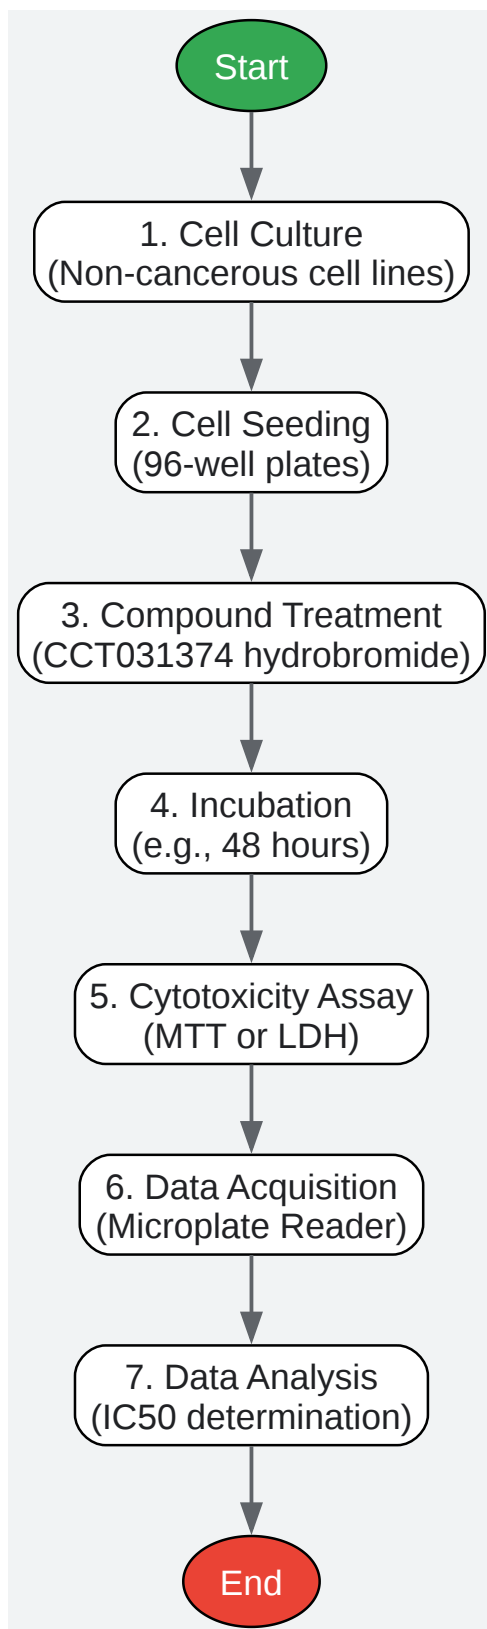 Start
1. Cell Culture
(Non-cancerous cell lines)
2. Cell Seeding
(96-well plates)
3. Compound Treatment
(CCT031374 hydrobromide)
4. Incubation
(e.g., 48 hours)
5. Cytotoxicity Assay
(MTT or LDH)
6. Data Acquisition
(Microplate Reader)
7. Data Analysis
(IC50 determination)
End